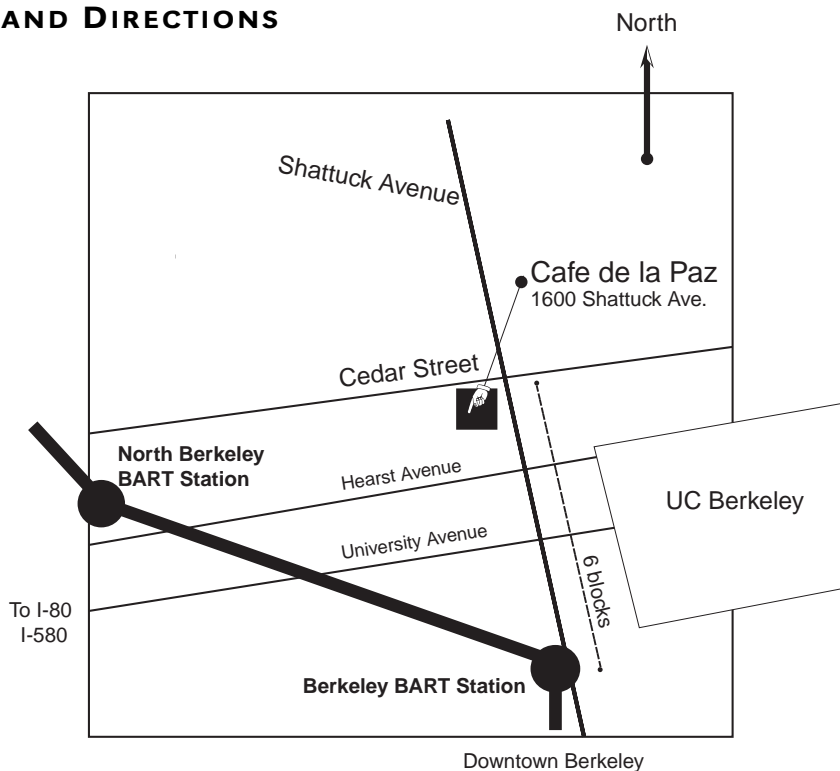 AND DIRECTIONS
North
Shattuck Avenue
Cafe de la Paz
1600 Shattuck Ave.
Cedar Street
North Berkeley
BART Station
Hearst Avenue
UC Berkeley
University Avenue
6 blocks
To I-80
I-580
Berkeley BART Station
Downtown Berkeley